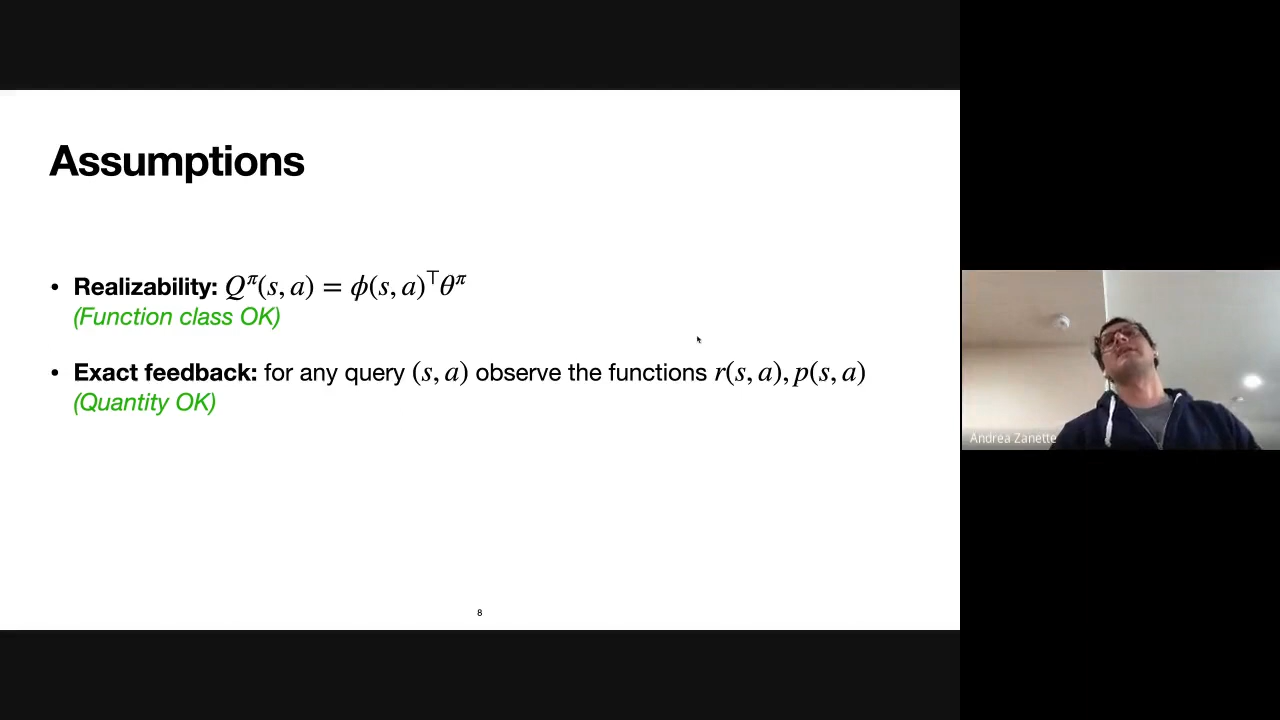 Assumptions
• Realizability: Q^π(s, a) = ϕ(s, a)^⊤θ^π
(Function class OK)
• Exact feedback: for any query (s, a) observe the functions r(s, a), p(s, a)
(Quantity OK)
8
Andrea Zanette